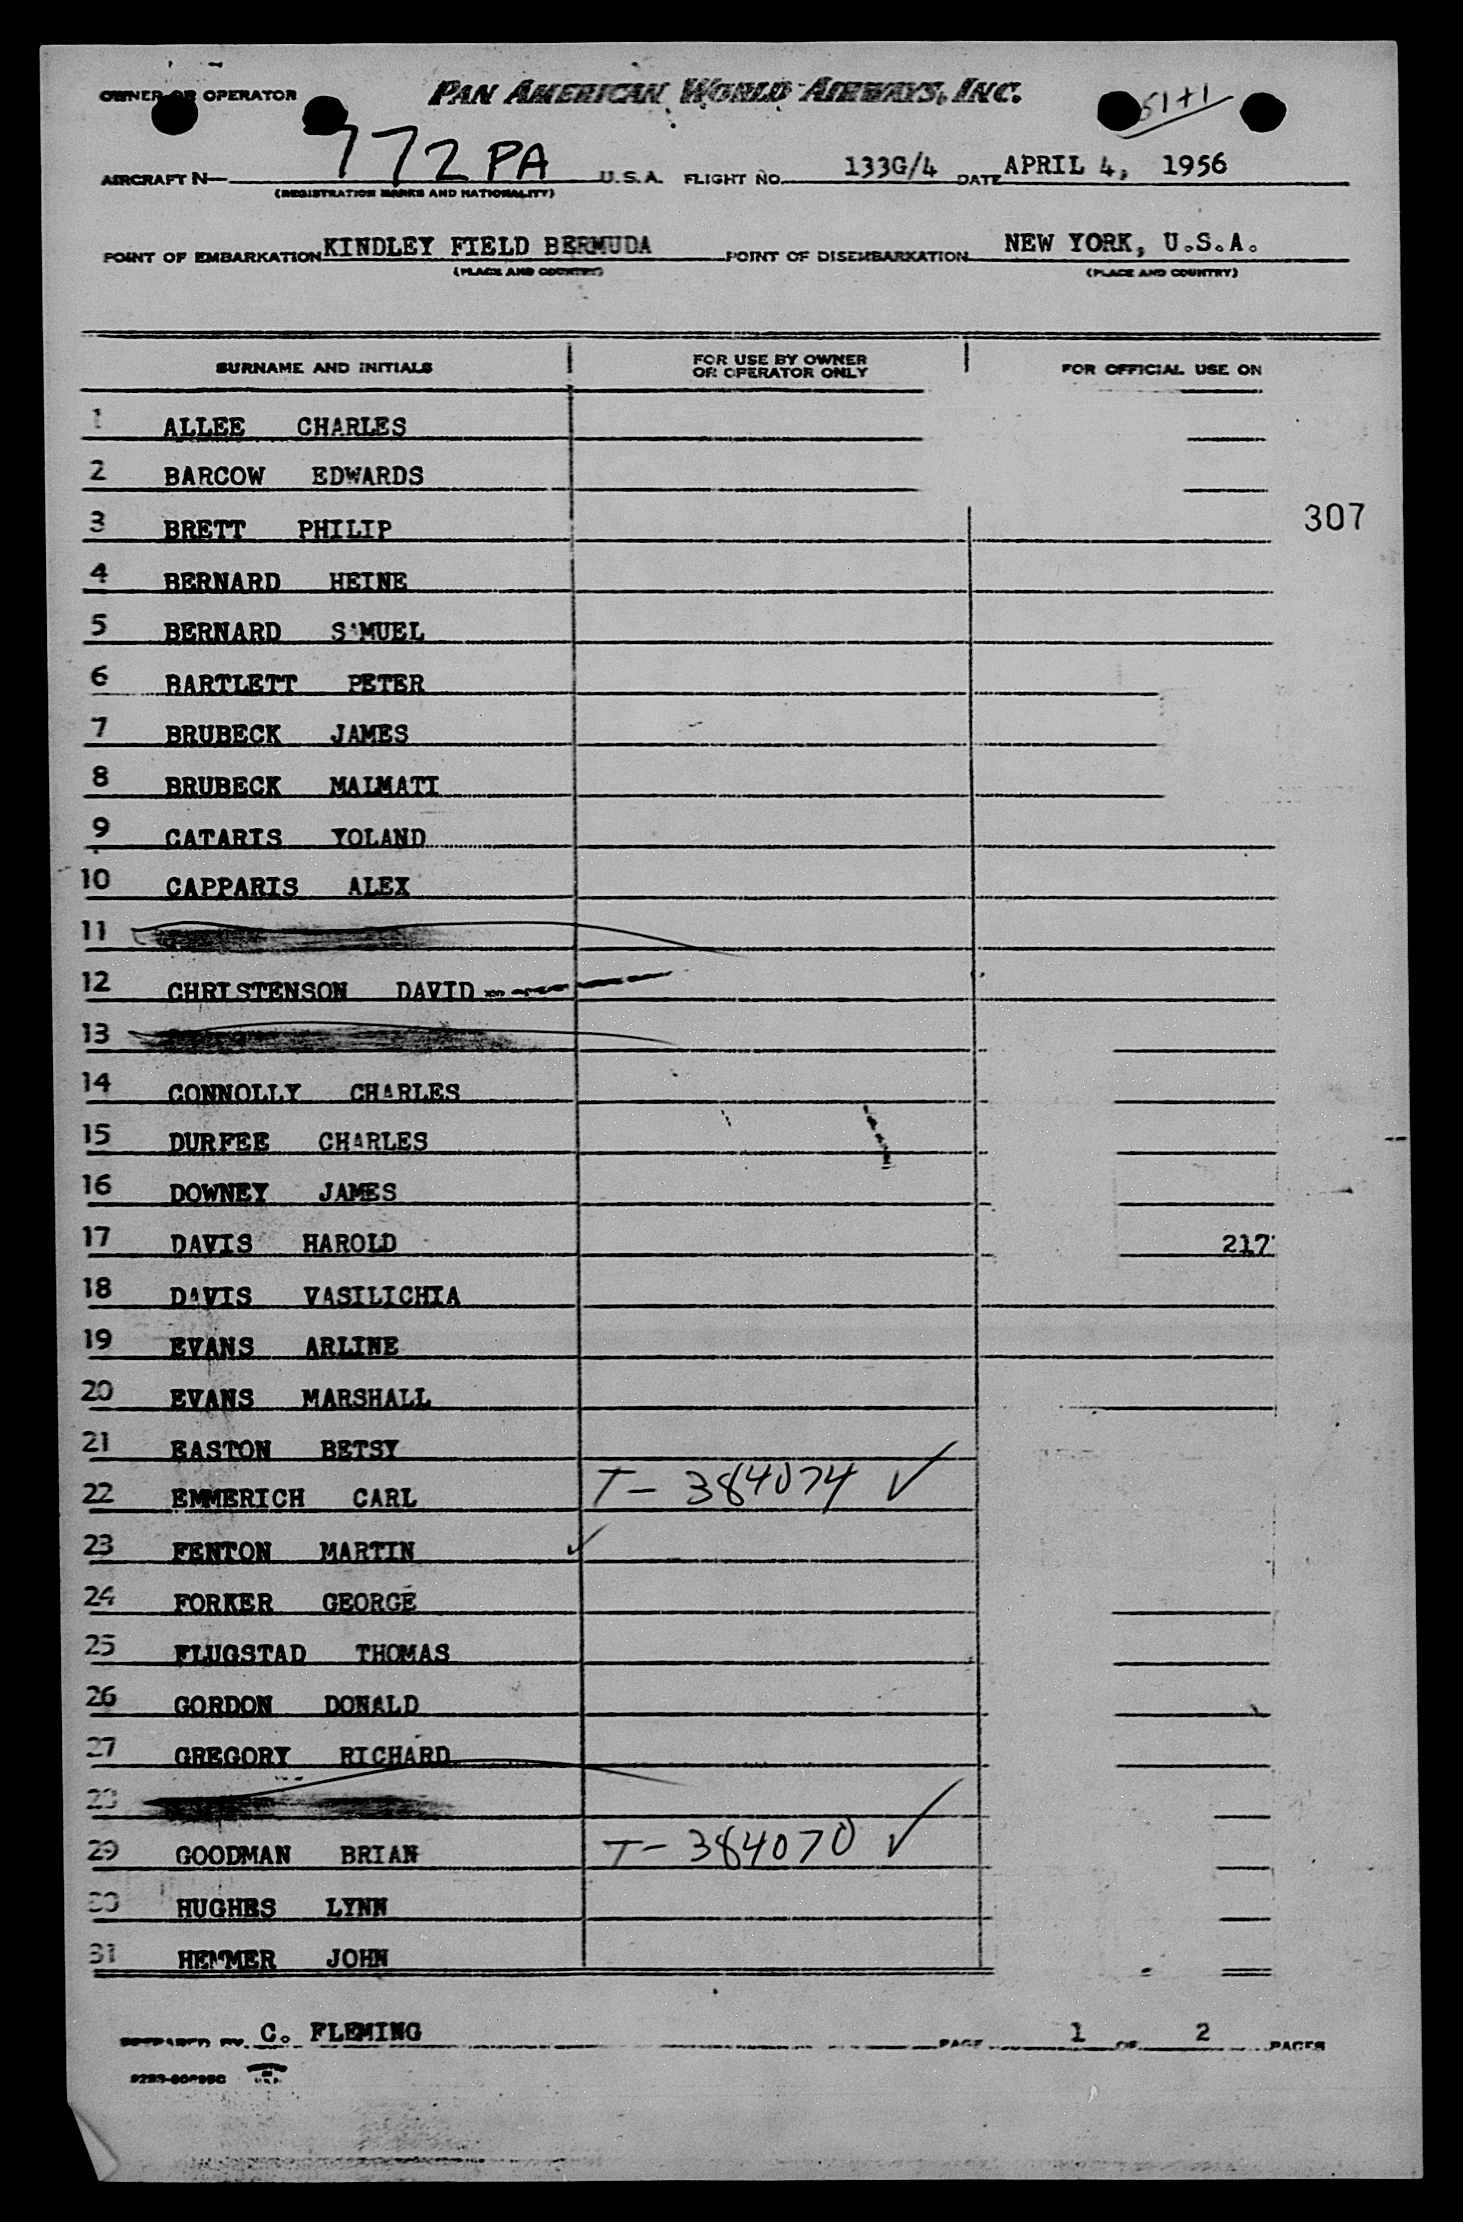 OWNER OR OPERATOR PAN AMERICAN WORLD AIRWAYS, INC. 51+1
AIRCRAFT N— 772PA U.S.A. FLIGHT NO. 133G/4 DATE APRIL 4, 1956
(REGISTRATION MARKS AND NATIONALITY)
POINT OF EMBARKATION KINDLEY FIELD BERMUDA POINT OF DISEMBARKATION NEW YORK, U.S.A.
(PLACE AND COUNTRY) (PLACE AND COUNTRY)
SURNAME AND INITIALS FOR USE BY OWNER OR OPERATOR ONLY FOR OFFICIAL USE ON
1 ALLEE CHARLES
2 BARCOW EDWARDS
3 BRETT PHILIP 307
4 BERNARD HEINE
5 BERNARD SAMUEL
6 BARTLETT PETER
7 BRUBECK JAMES
8 BRUBECK MALMATI
9 CATARIS YOLAND
10 CAPPARIS ALEX
11
12 CHRISTENSON DAVID
13
14 CONNOLLY CHARLES
15 DURFEE CHARLES
16 DOWNEY JAMES
17 DAVIS HAROLD 217
18 DAVIS VASILICHIA
19 EVANS ARLINE
20 EVANS MARSHALL
21 EASTON BETSY
22 EMMERICH CARL T-384074 ✓
23 FENTON MARTIN ✓
24 FORKER GEORGE
25 FLUGSTAD THOMAS
26 GORDON DONALD
27 GREGORY RICHARD
28
29 GOODMAN BRIAN T-384070 ✓
30 HUGHES LYNN
31 HEMMER JOHN
PREPARED BY C. FLEMING PAGE 1 OF 2 PAGES